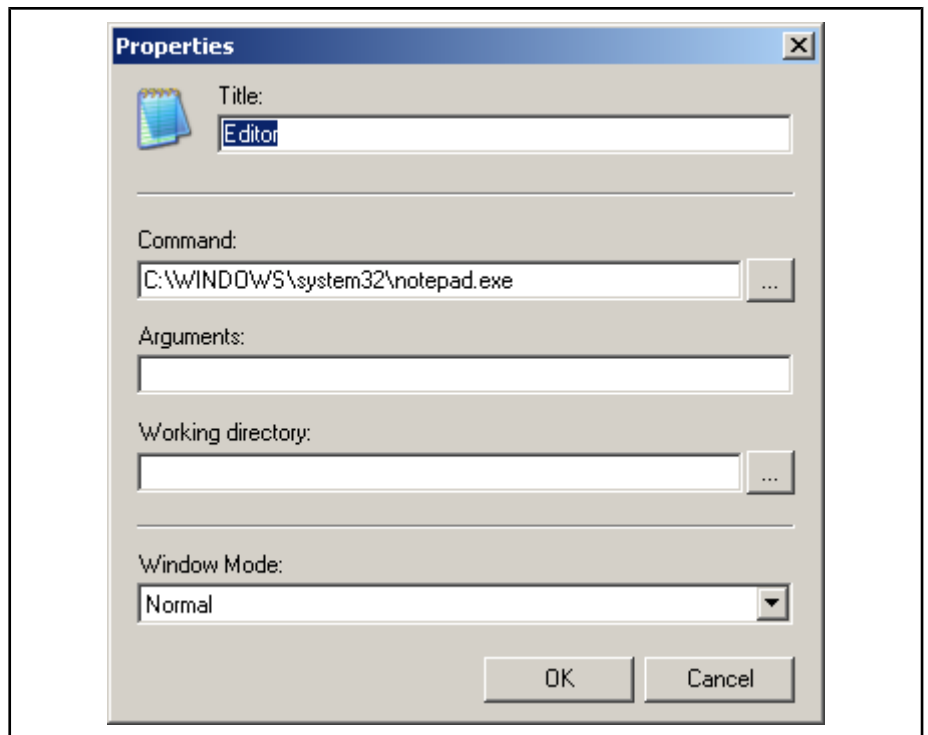 Properties
Title:
Editor
Command:
C:\WINDOWS\system32\notepad.exe
...
Arguments:
Working directory:
...
Window Mode:
Normal
OK
Cancel